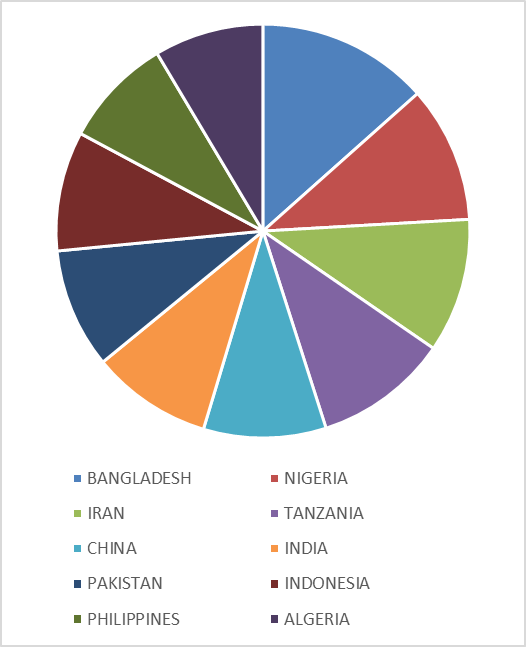 BANGLADESH
NIGERIA
IRAN
TANZANIA
CHINA
INDIA
PAKISTAN
INDONESIA
PHILIPPINES
ALGERIA